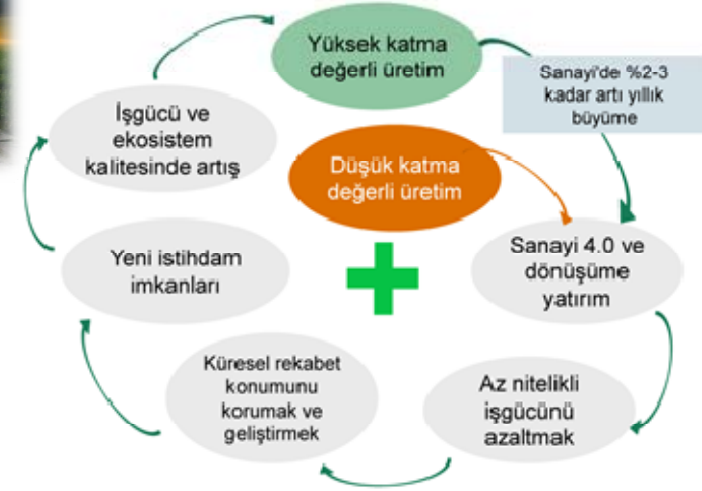 Yüksek katma
değerli üretim
Sanayi'de %2-3
kadar artı yıllık
büyüme
Düşük katma
değerli üretim
Sanayi 4.0 ve
dönüşüme
yatırım
Az nitelikli
işgücünü
azaltmak
Küresel rekabet
konumunu
korumak ve
geliştirmek
Yeni istihdam
imkanları
İşgücü ve
ekosistem
kalitesinde artış